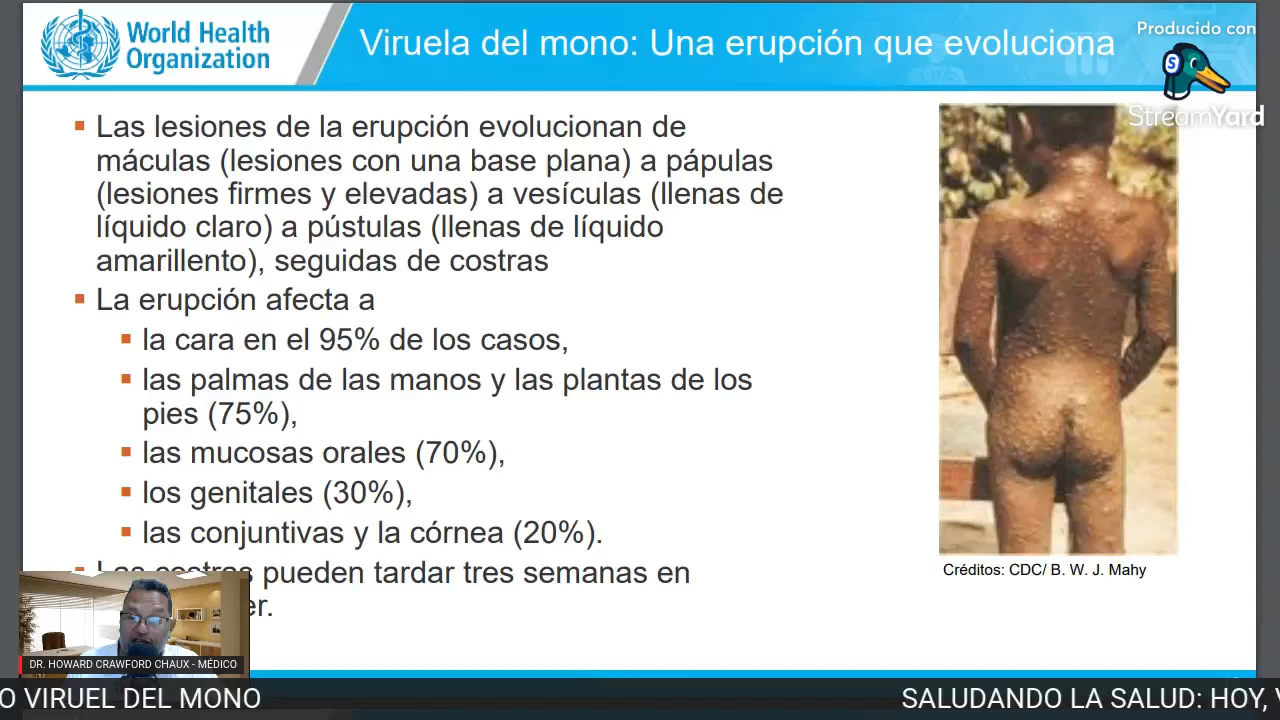 World Health
Organization
Viruela del mono: Una erupción que evoluciona
Producido con
S
StreamYard
Las lesiones de la erupción evolucionan de
máculas (lesiones con una base plana) a pápulas
(lesiones firmes y elevadas) a vesículas (llenas de
líquido claro) a pústulas (llenas de líquido
amarillento), seguidas de costras
La erupción afecta a
la cara en el 95% de los casos,
las palmas de las manos y las plantas de los
pies (75%),
las mucosas orales (70%),
los genitales (30%),
las conjuntivas y la córnea (20%).
Las costras pueden tardar tres semanas en
er.
Créditos: CDC/ B. W. J. Mahy
DR. HOWARD CRAWFORD CHAUX - MÉDICO
O VIRUEL DEL MONO
SALUDANDO LA SALUD: HOY, V